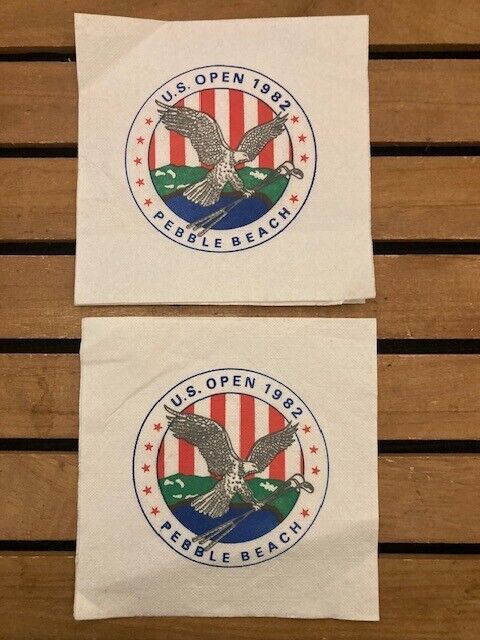 U.S. OPEN 1982
PEBBLE BEACH
U.S. OPEN 1982
PEBBLE BEACH